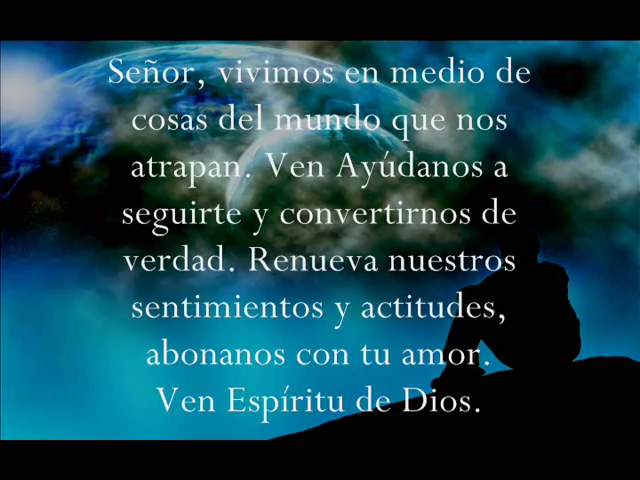 Señor, vivimos en medio de
cosas del mundo que nos
atrapan. Ven Ayúdanos a
seguirte y convertirnos de
verdad. Renueva nuestros
sentimientos y actitudes,
abonanos con tu amor.
Ven Espíritu de Dios.